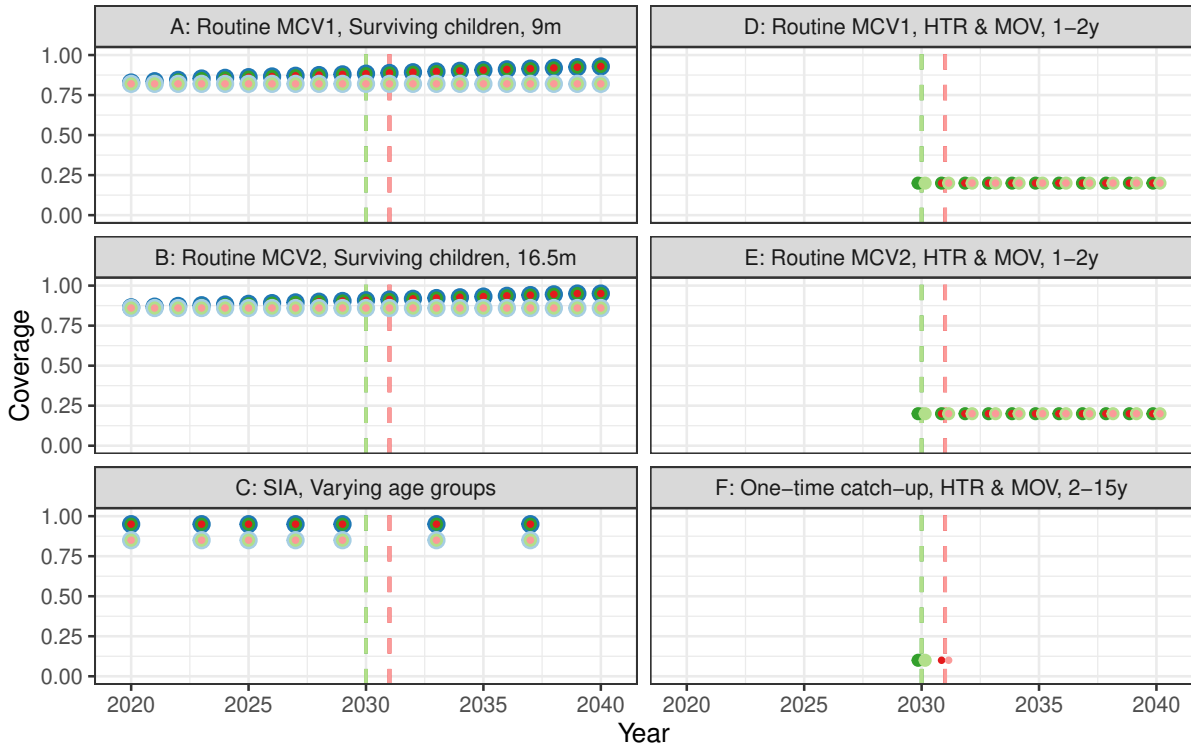 A: Routine MCV1, Surviving children, 9m
D: Routine MCV1, HTR & MOV, 1−2y
1.00
0.75
0.50
0.25
0.00
B: Routine MCV2, Surviving children, 16.5m
E: Routine MCV2, HTR & MOV, 1−2y
1.00
0.75
0.50
0.25
0.00
Coverage
C: SIA, Varying age groups
F: One−time catch−up, HTR & MOV, 2−15y
1.00
0.75
0.50
0.25
0.00
2020 2025 2030 2035 2040 2020 2025 2030 2035 2040
Year